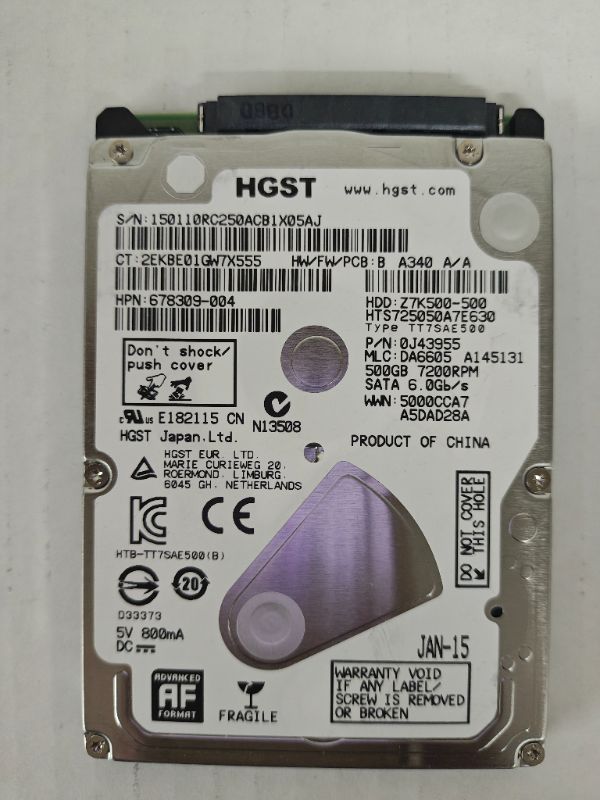 HGST www.hgst.com
S/N:150110RC250ACB1X05AJ
CT:2EKBE01GW7X555 HW/FW/PCB:B A340 A/A
HPN:678309-004
HDD:Z7K500-500
HTS725050A7E630
Type TT7SAE500
P/N:0J43955
MLC:DA6605 A145131
500GB 7200RPM
SATA 6.0Gb/s
WWN:5000CCA7
A5DAD28A
Don't shock/
push cover
c RU us E182115 CN
N13508
HGST Japan,Ltd.
PRODUCT OF CHINA
HGST EUR. LTD.
MARIE CURIEWEG 20,
ROERMOND, LIMBURG,
6045 GH, NETHERLANDS
DO NOT COVER
THIS HOLE
KC CE
HTB-TT7SAE500(B)
20
D33373
5V 800mA
DC
JAN-15
ADVANCED
AF
FORMAT
FRAGILE
WARRANTY VOID
IF ANY LABEL/
SCREW IS REMOVED
OR BROKEN